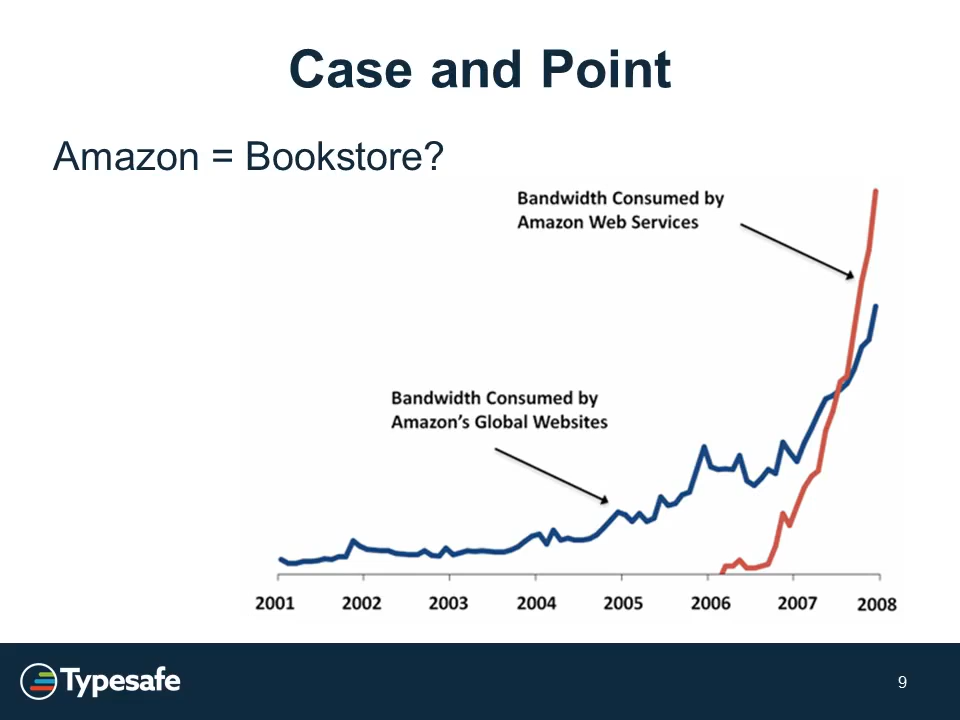 Case and Point
Amazon = Bookstore?
Bandwidth Consumed by
Amazon Web Services
Bandwidth Consumed by
Amazon’s Global Websites
2001 2002 2003 2004 2005 2006 2007 2008
Typesafe
9